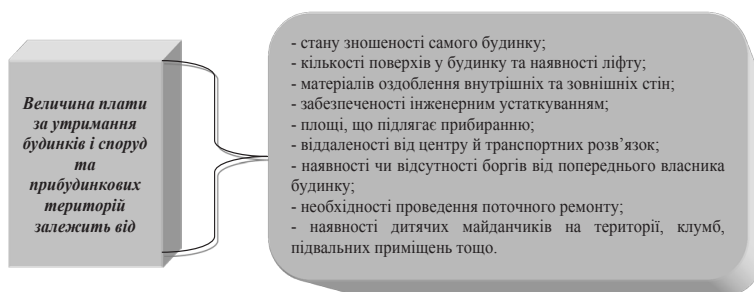 Величина плати
за утримання
будинків і споруд
та
прибудинкових
територій
залежить від
- стану зношеності самого будинку;
- кількості поверхів у будинку та наявності ліфту;
- матеріалів оздоблення внутрішніх та зовнішніх стін;
- забезпеченості інженерним устаткуванням;
- площі, що підлягає прибиранню;
- віддаленості від центру й транспортних розв’язок;
- наявності чи відсутності боргів від попереднього власника
будинку;
- необхідності проведення поточного ремонту;
- наявності дитячих майданчиків на території, клумб,
підвальних приміщень тощо.